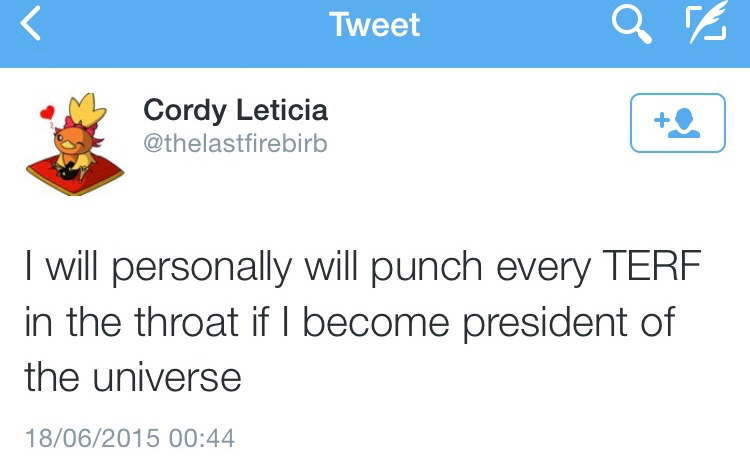 Tweet
Cordy Leticia
@thelastfirebirb
I will personally will punch every TERF
in the throat if I become president of
the universe
18/06/2015 00:44